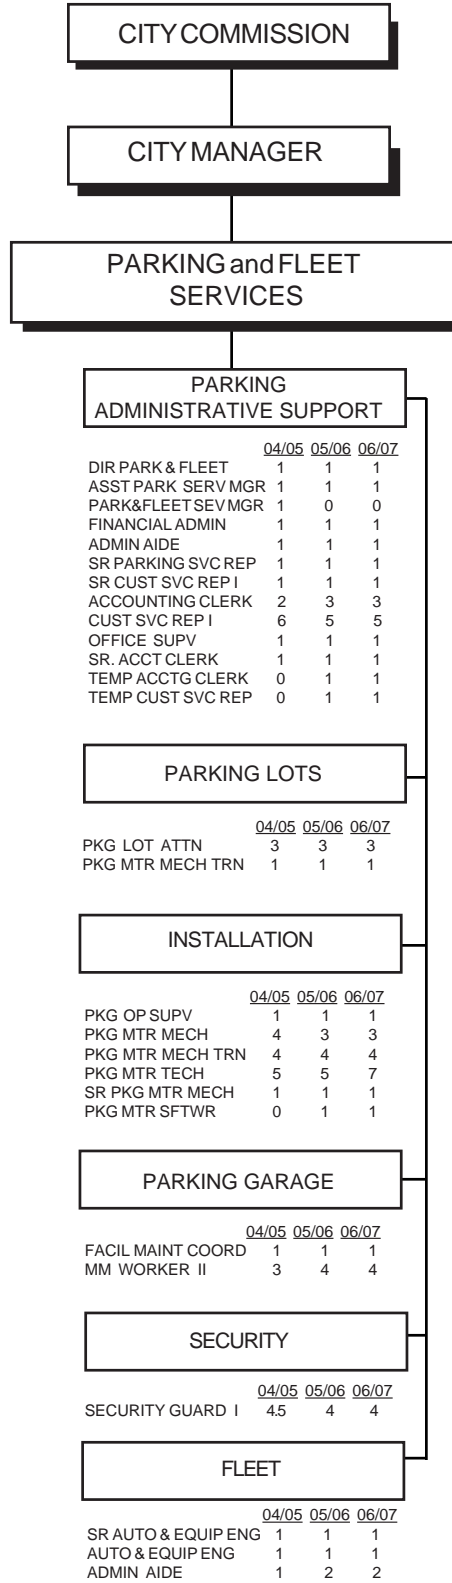 CITY COMMISSION
CITY MANAGER
PARKING and FLEET
SERVICES
PARKING
ADMINISTRATIVE SUPPORT
04/05 05/06 06/07
DIR PARK & FLEET 1 1 1
ASST PARK SERV MGR 1 1 1
PARK&FLEET SEV MGR 1 0 0
FINANCIAL ADMIN 1 1 1
ADMIN AIDE 1 1 1
SR PARKING SVC REP 1 1 1
SR CUST SVC REP I 1 1 1
ACCOUNTING CLERK 2 3 3
CUST SVC REP I 6 5 5
OFFICE SUPV 1 1 1
SR. ACCT CLERK 1 1 1
TEMP ACCTG CLERK 0 1 1
TEMP CUST SVC REP 0 1 1
PARKING LOTS
04/05 05/06 06/07
PKG LOT ATTN 3 3 3
PKG MTR MECH TRN 1 1 1
INSTALLATION
04/05 05/06 06/07
PKG OP SUPV 1 1 1
PKG MTR MECH 4 3 3
PKG MTR MECH TRN 4 4 4
PKG MTR TECH 5 5 7
SR PKG MTR MECH 1 1 1
PKG MTR SFTWR 0 1 1
PARKING GARAGE
04/05 05/06 06/07
FACIL MAINT COORD 1 1 1
MM WORKER II 3 4 4
SECURITY
04/05 05/06 06/07
SECURITY GUARD I 4.5 4 4
FLEET
04/05 05/06 06/07
SR AUTO & EQUIP ENG 1 1 1
AUTO & EQUIP ENG 1 1 1
ADMIN AIDE 1 2 2